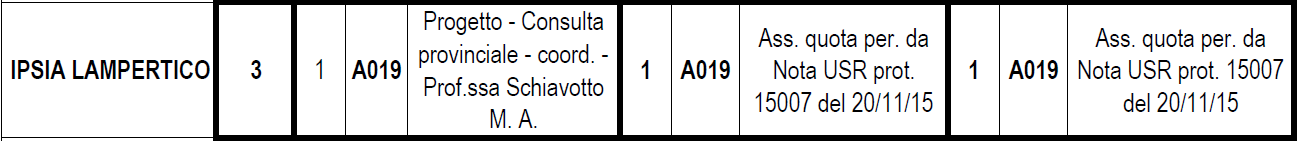 IPSIA LAMPERTICO
3
1
A019
Progetto - Consulta
provinciale - coord. -
Prof.ssa Schiavotto
M. A.
1
A019
Ass. quota per. da
Nota USR prot.
15007 del 20/11/15
1
A019
Ass. quota per. da
Nota USR prot. 15007
del 20/11/15